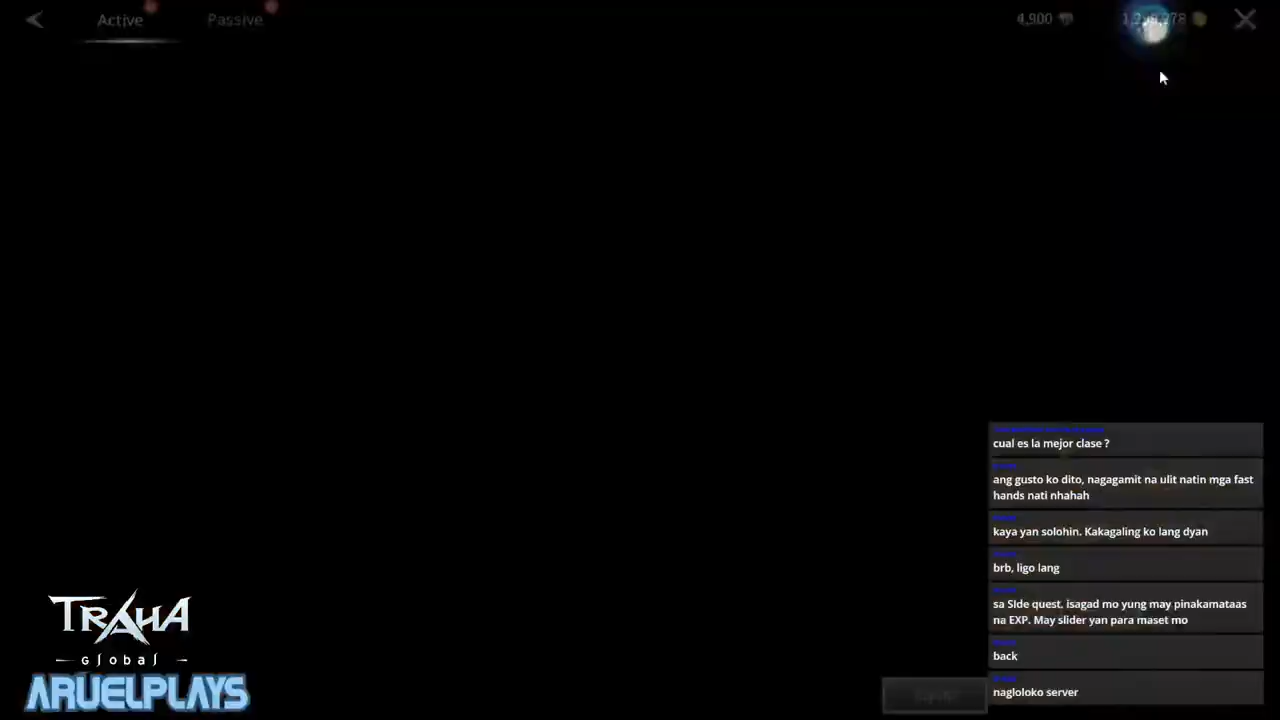 Active
Passive
4,900
cual es la mejor clase ?
ang gusto ko dito, nagagamit na ulit natin mga fast
hands nati nhahah
kaya yan solohin. Kakagaling ko lang dyan
brb, ligo lang
sa SIde quest, isagad mo yung may pinakamataas
na EXP. May slider yan para maset mo
back
nagloloko server
TRAHA
Global
ARUELPLAYS